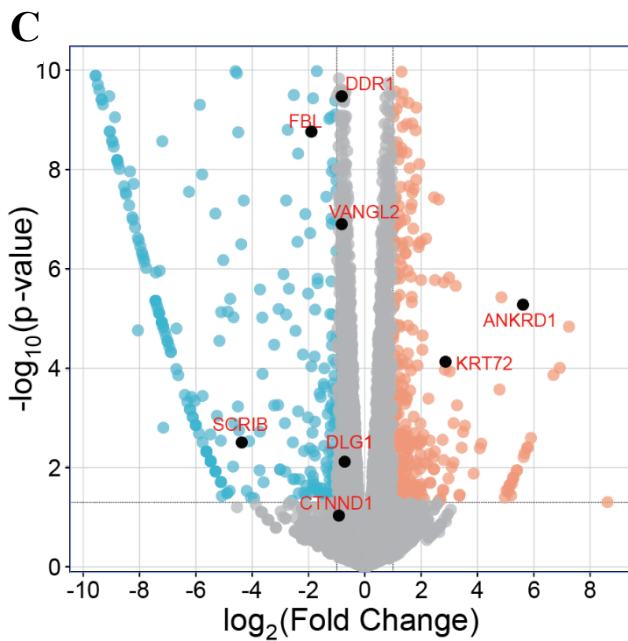 C
10
8
6
4
2
0
-log10(p-value)
DDR1
FBL
VANGL2
ANKRD1
KRT72
SCRIB
DLG1
CTNND1
-10 -8 -6 -4 -2 0 2 4 6 8
log2(Fold Change)